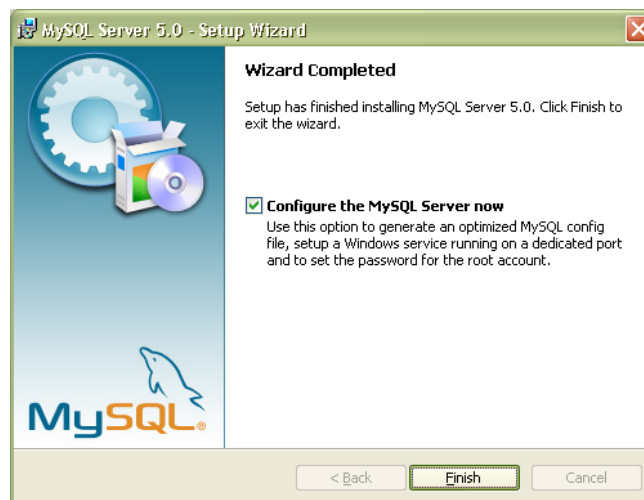 MySQL Server 5.0 - Setup Wizard
Wizard Completed
Setup has finished installing MySQL Server 5.0. Click Finish to
exit the wizard.
Configure the MySQL Server now
Use this option to generate an optimized MySQL config
file, setup a Windows service running on a dedicated port
and to set the password for the root account.
MySQL®
< Back
Finish
Cancel